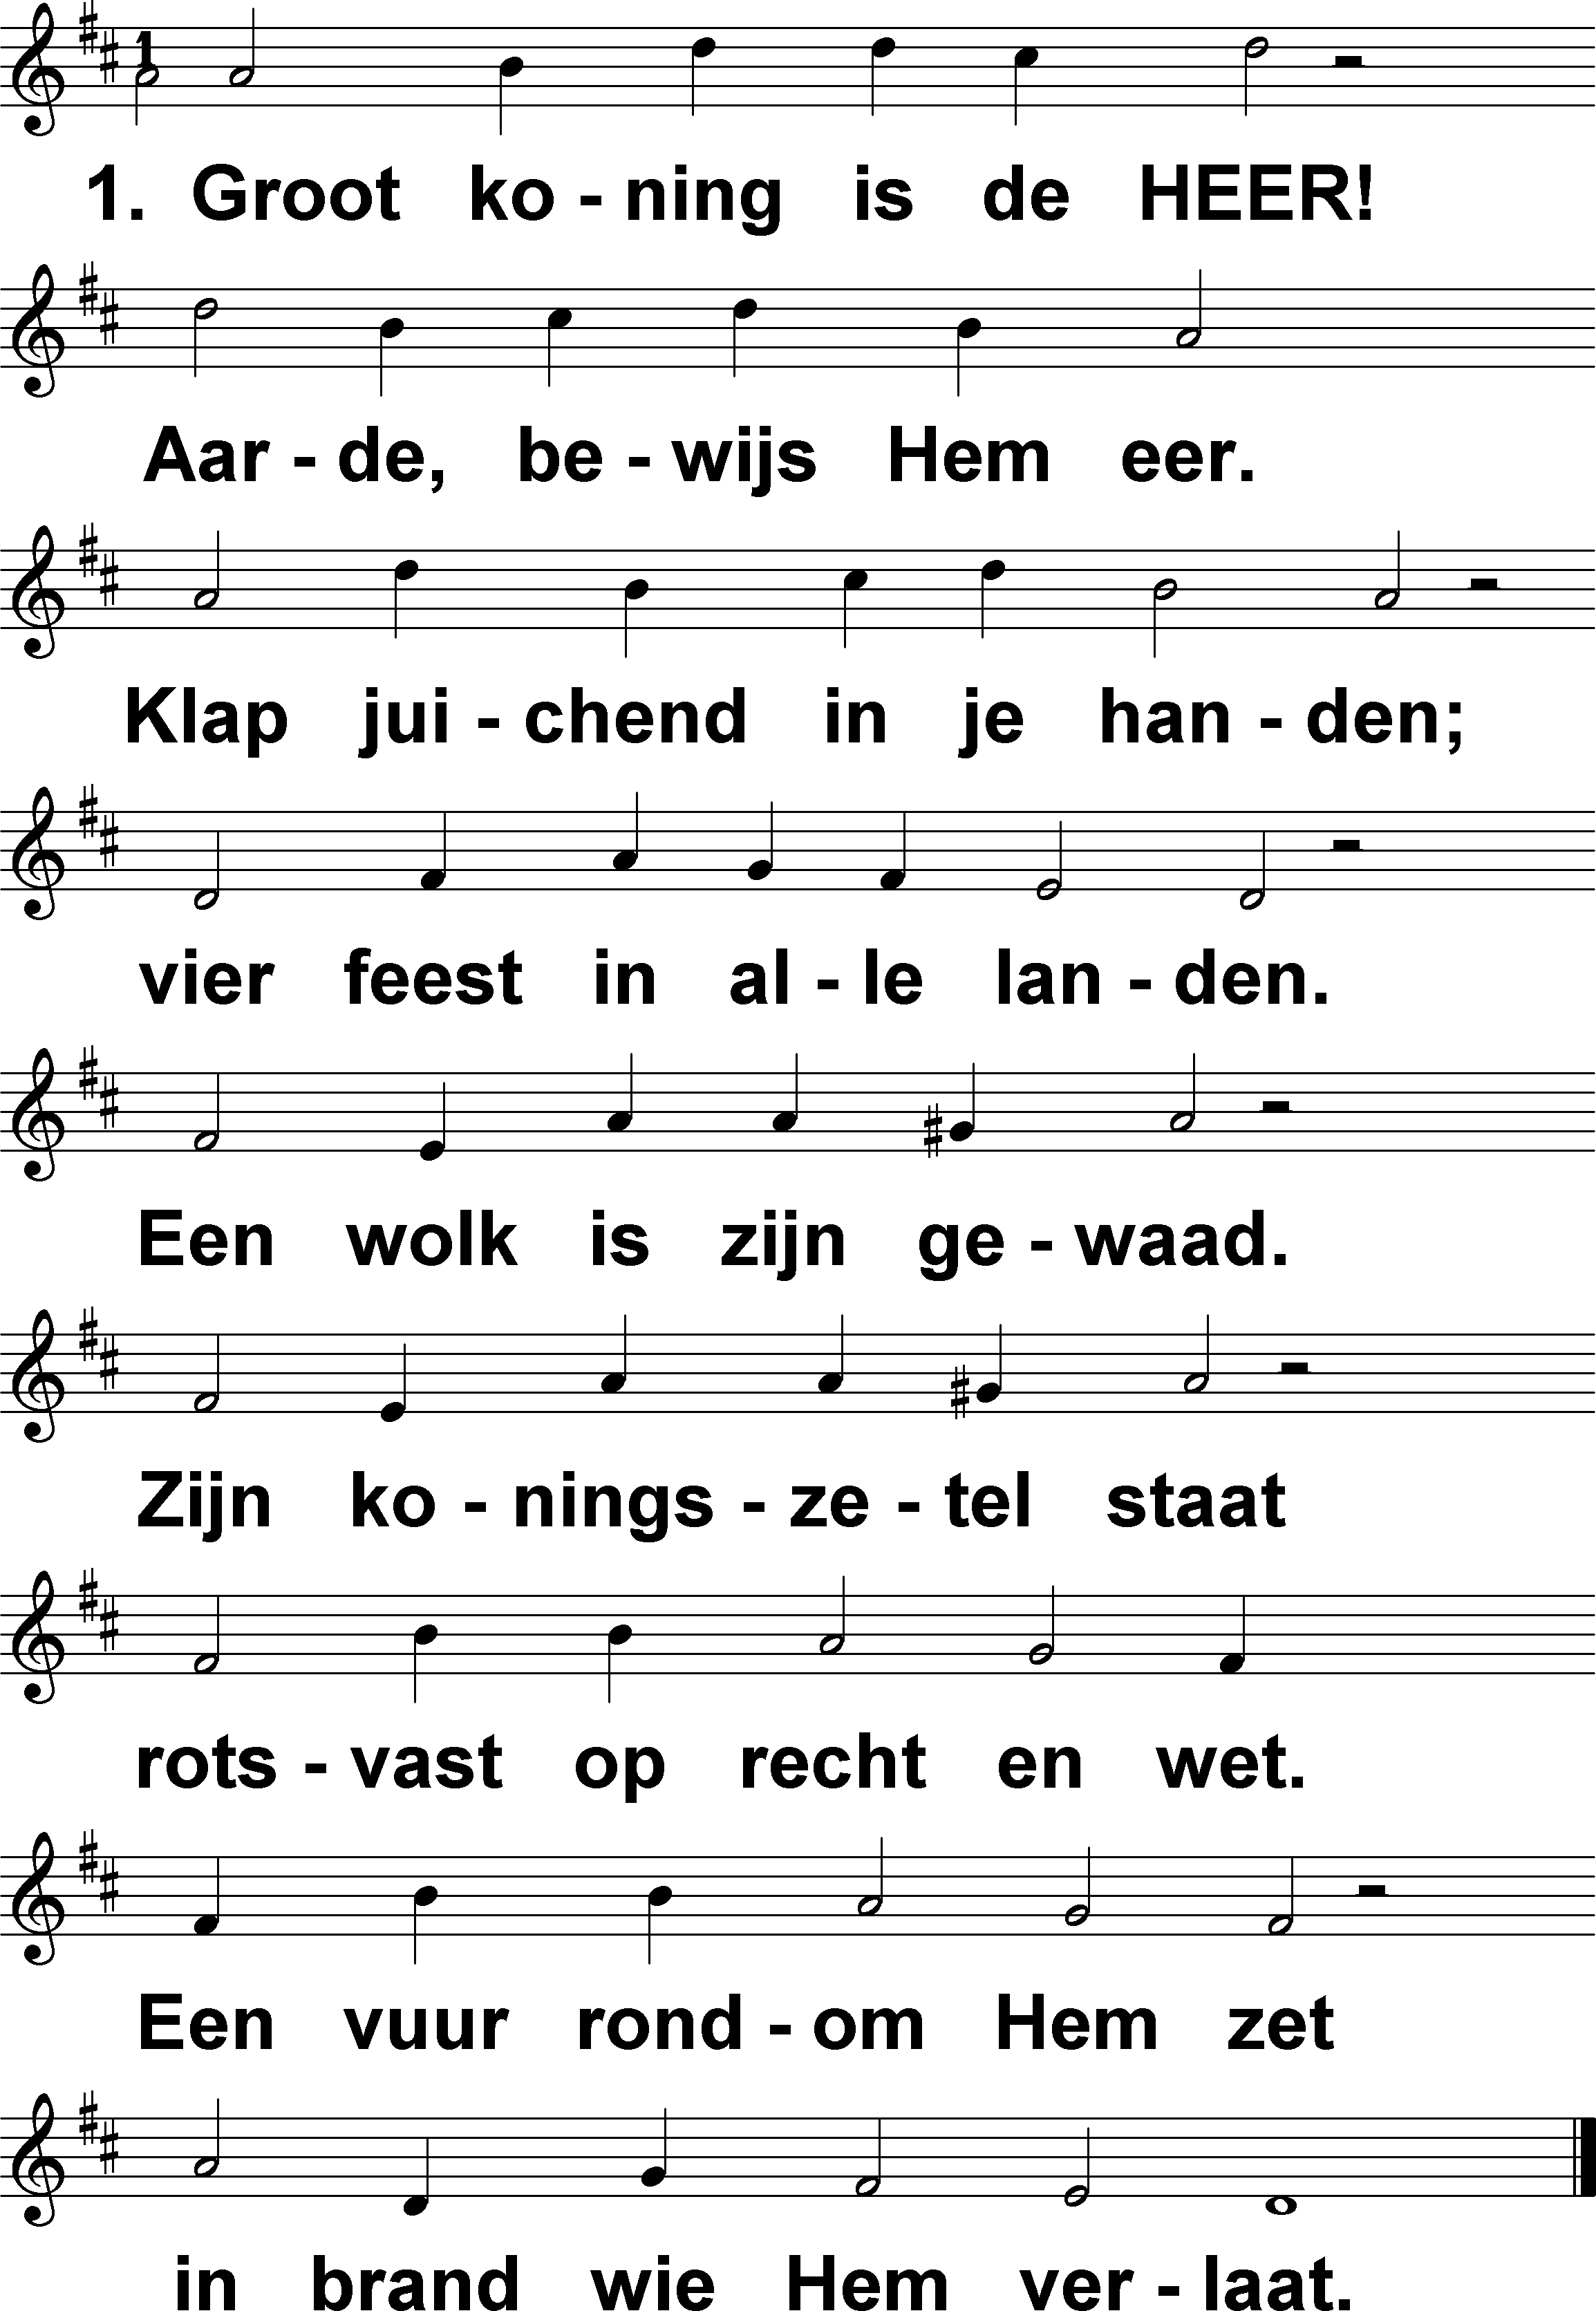 1. Groot ko - ning is de HEER!
Aar - de, be - wijs Hem eer.
Klap jui - chend in je han - den;
vier feest in al - le lan - den.
Een wolk is zijn ge - waad.
Zijn ko - nings - ze - tel staat
rots - vast op recht en wet.
Een vuur rond - om Hem zet
in brand wie Hem ver - laat.